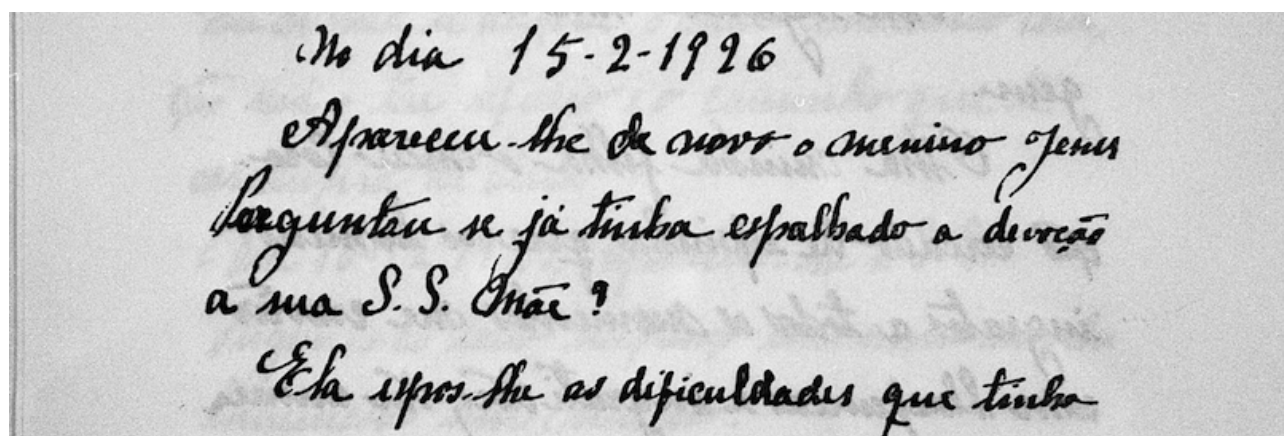 No dia 15-2-1926
Apareceu-lhe de novo o menino Jesus
Perguntou se já tinha espalhado a devoção
a sua S. S. Mãe?
Ela expos-lhe as dificuldades que tinha